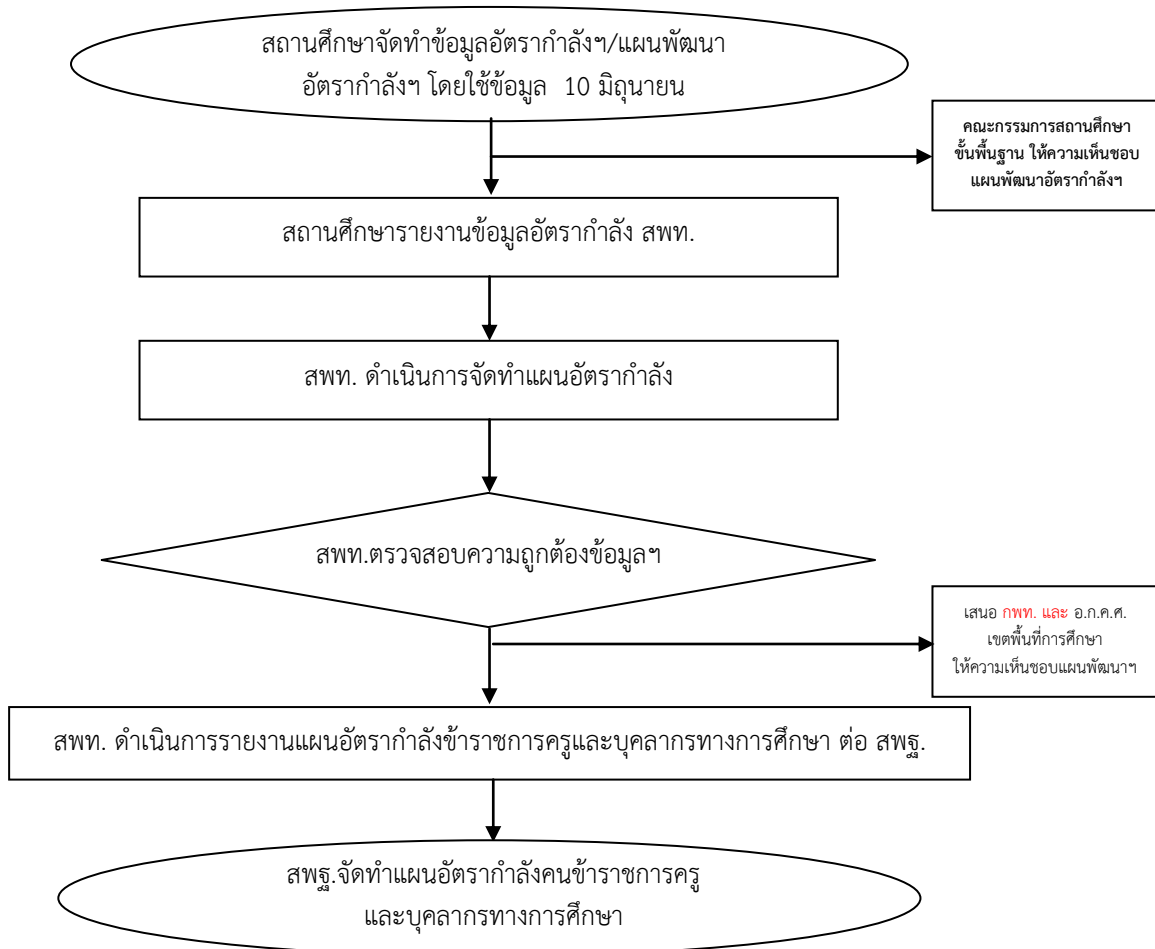 สถานศึกษาจัดทำข้อมูลอัตรากำลังฯ/แผนพัฒนา
อัตรากำลังฯ โดยใช้ข้อมูล 10 มิถุนายน
คณะกรรมการสถานศึกษา
ขั้นพื้นฐาน ให้ความเห็นชอบ
แผนพัฒนาอัตรากำลังฯ
สถานศึกษารายงานข้อมูลอัตรากำลัง สพท.
สพท. ดำเนินการจัดทำแผนอัตรากำลัง
สพท.ตรวจสอบความถูกต้องข้อมูลฯ
เสนอ กพท. และ อ.ก.ค.ศ.
เขตพื้นที่การศึกษา
ให้ความเห็นชอบแผนพัฒนาฯ
สพท. ดำเนินการรายงานแผนอัตรากำลังข้าราชการครูและบุคลากรทางการศึกษา ต่อ สพฐ.
สพฐ.จัดทำแผนอัตรากำลังคนข้าราชการครู
และบุคลากรทางการศึกษา